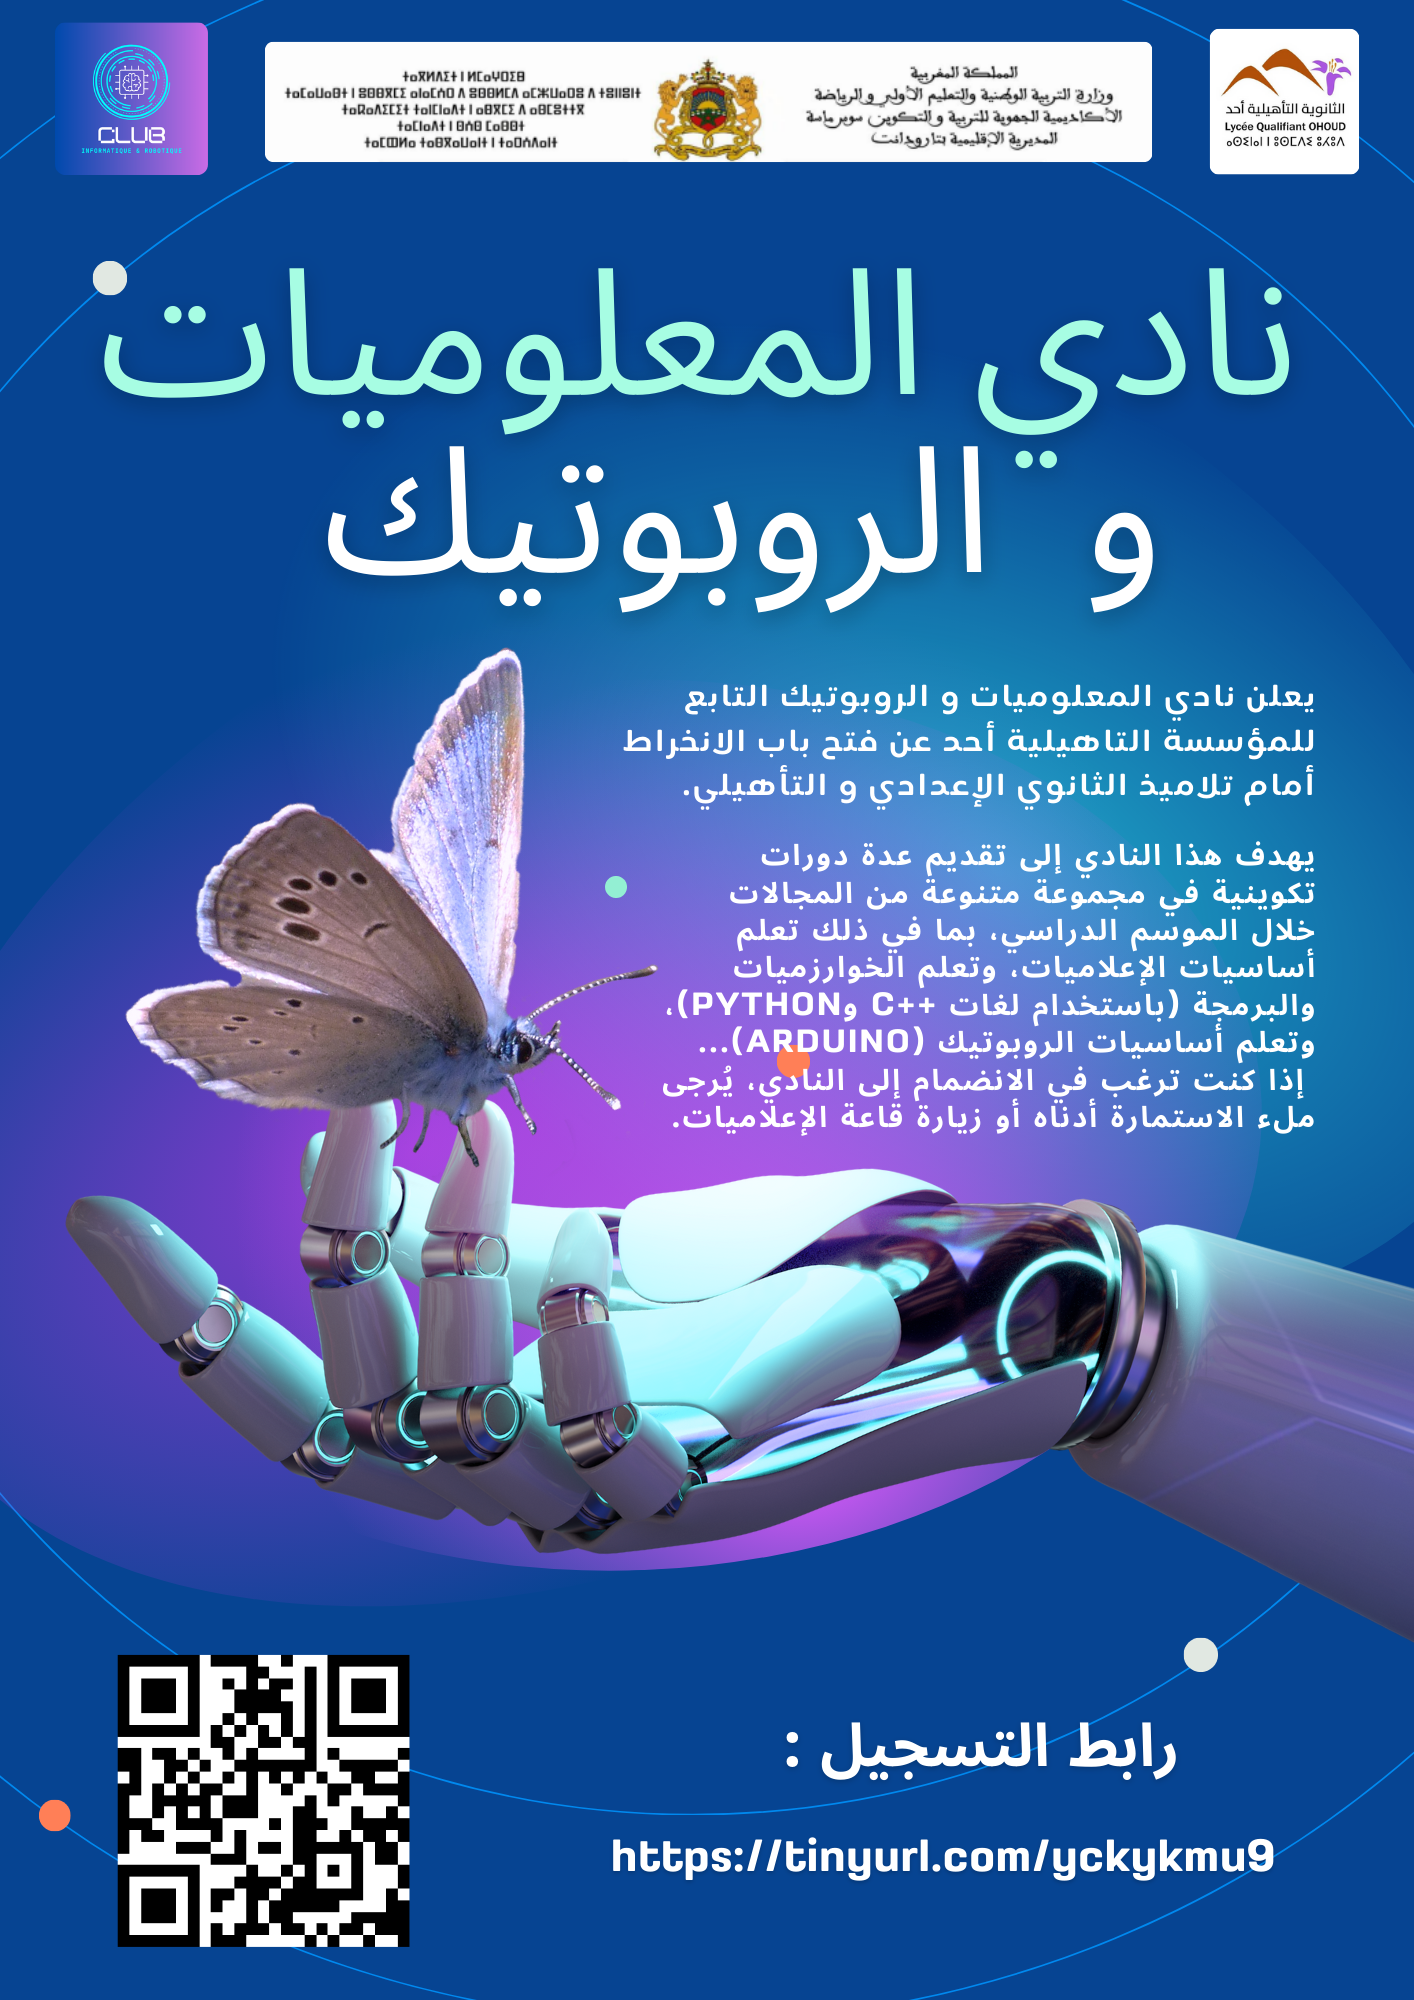 CLUB
INFORMATIQUE & ROBOTIQUE
المملكة المغربية
وزارة التربية الوطنية والتعليم الأولي والرياضة
الأكاديمية الجهوية للتربية والتكوين سوس ماسة
المديرية الإقليمية بتارودانت
الثانوية التأهيلية أحد
Lycée Qualifiant OHOUD
نادي المعلوميات
و الروبوتيك
يعلن نادي المعلوميات و الروبوتيك التابع
للمؤسسة التاهيلية أحد عن فتح باب الانخراط
أمام تلاميذ الثانوي الإعدادي و التأهيلي.
يهدف هذا النادي إلى تقديم عدة دورات
تكوينية في مجموعة متنوعة من المجالات
خلال الموسم الدراسي، بما في ذلك تعلم
أساسيات الإعلاميات، وتعلم الخوارزميات
والبرمجة (باستخدام لغات C++ وPYTHON)،
وتعلم أساسيات الروبوتيك (ARDUINO)...
إذا كنت ترغب في الانضمام إلى النادي، يُرجى
ملء الاستمارة أدناه أو زيارة قاعة الإعلاميات.
رابط التسجيل :
https://tinyurl.com/yckykmu9